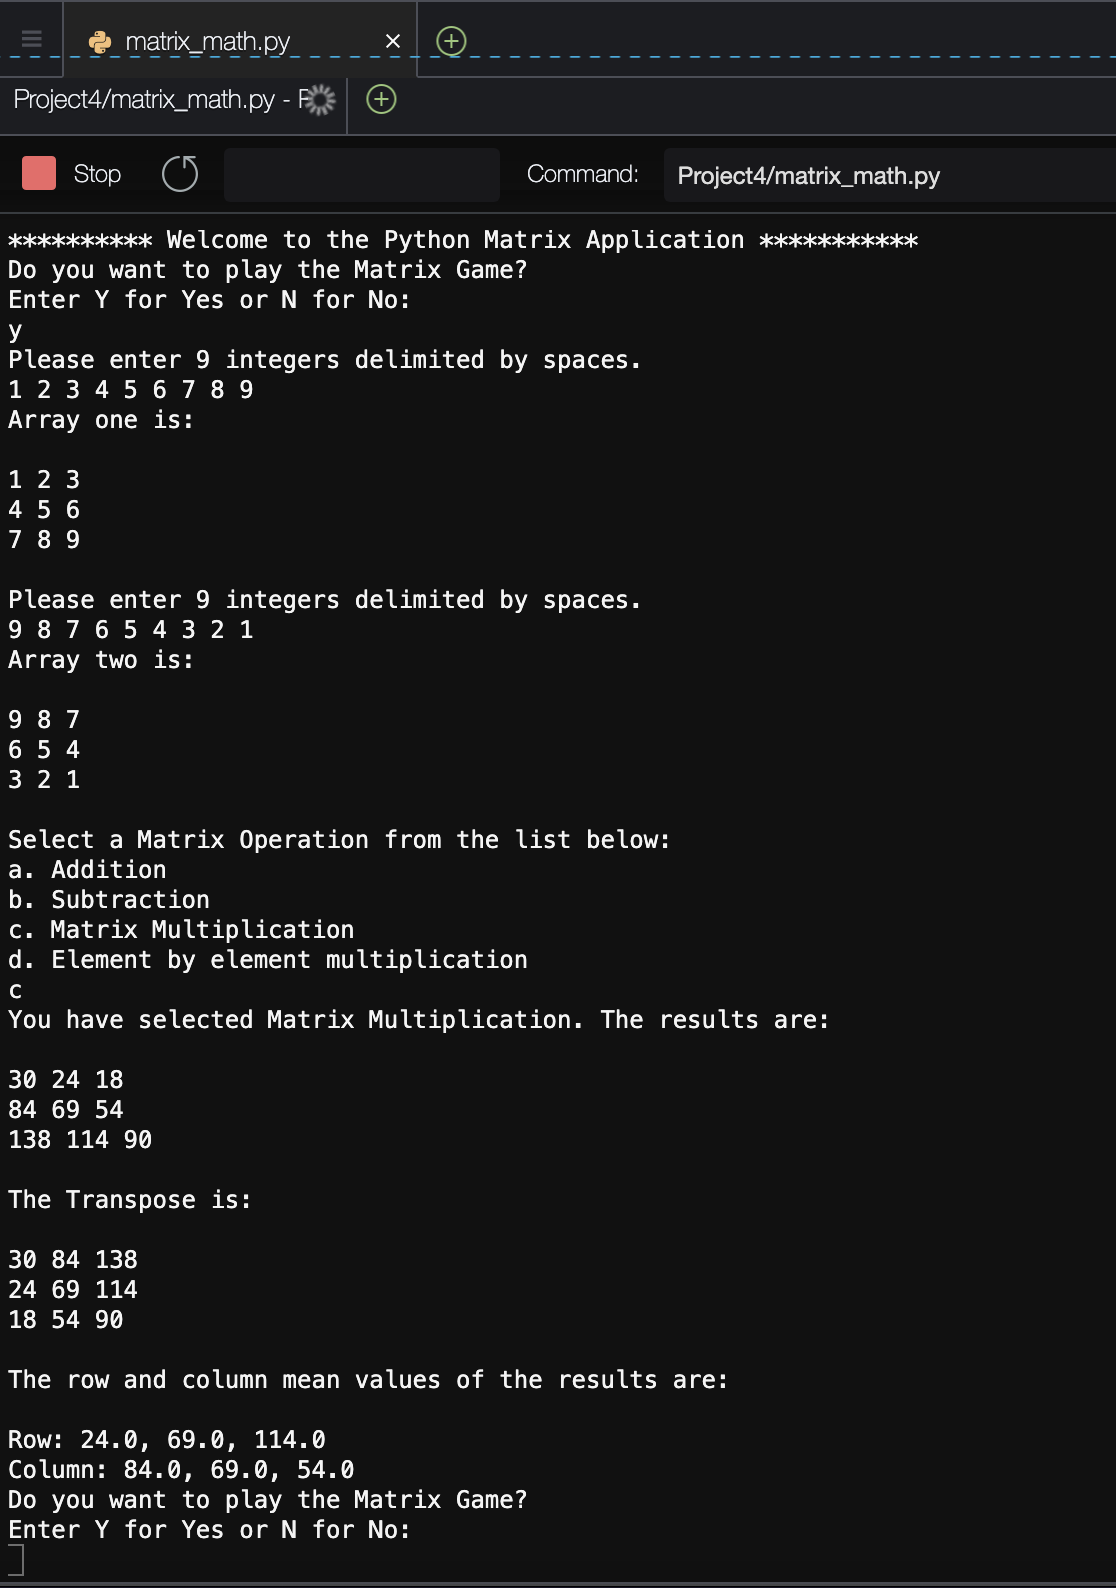 matrix_math.py
Project4/matrix_math.py -
Stop Command: Project4/matrix_math.py
********** Welcome to the Python Matrix Application ***********
Do you want to play the Matrix Game?
Enter Y for Yes or N for No:
y
Please enter 9 integers delimited by spaces.
1 2 3 4 5 6 7 8 9
Array one is:
1 2 3
4 5 6
7 8 9
Please enter 9 integers delimited by spaces.
9 8 7 6 5 4 3 2 1
Array two is:
9 8 7
6 5 4
3 2 1
Select a Matrix Operation from the list below:
a. Addition
b. Subtraction
c. Matrix Multiplication
d. Element by element multiplication
c
You have selected Matrix Multiplication. The results are:
30 24 18
84 69 54
138 114 90
The Transpose is:
30 84 138
24 69 114
18 54 90
The row and column mean values of the results are:
Row: 24.0, 69.0, 114.0
Column: 84.0, 69.0, 54.0
Do you want to play the Matrix Game?
Enter Y for Yes or N for No: